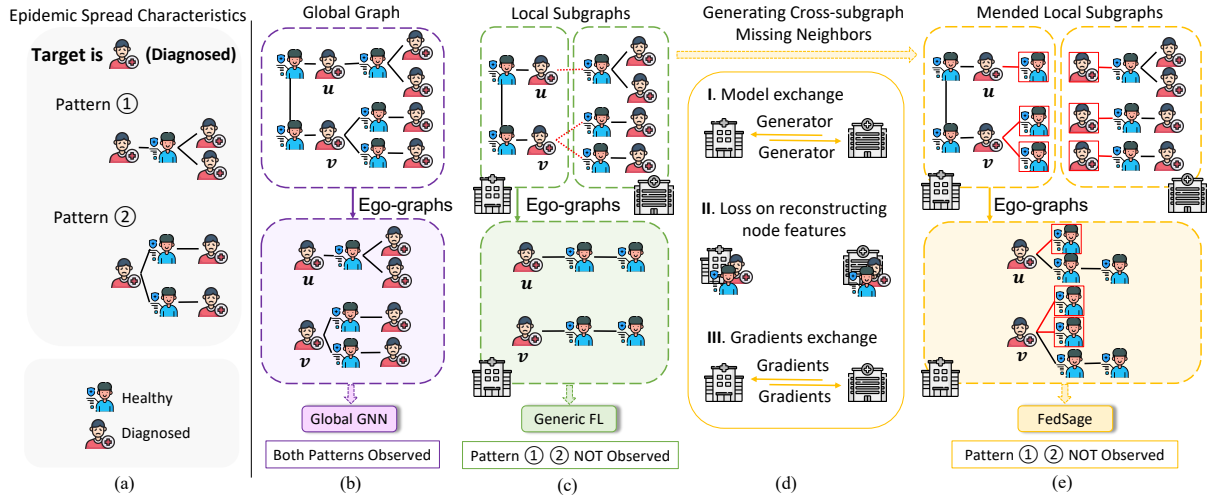 Epidemic Spread Characteristics
Target is (Diagnosed)
Pattern ①
Pattern ②
Healthy
Diagnosed
(a)
Global Graph
u
v
Ego-graphs
u
v
Global GNN
Both Patterns Observed
(b)
Local Subgraphs
u
v
Ego-graphs
u
v
Generic FL
Pattern ① ② NOT Observed
(c)
Generating Cross-subgraph
Missing Neighbors
I. Model exchange
Generator
Generator
II. Loss on reconstructing
node features
III. Gradients exchange
Gradients
Gradients
(d)
Mended Local Subgraphs
u
v
Ego-graphs
u
v
FedSage
Pattern ① ② NOT Observed
(e)